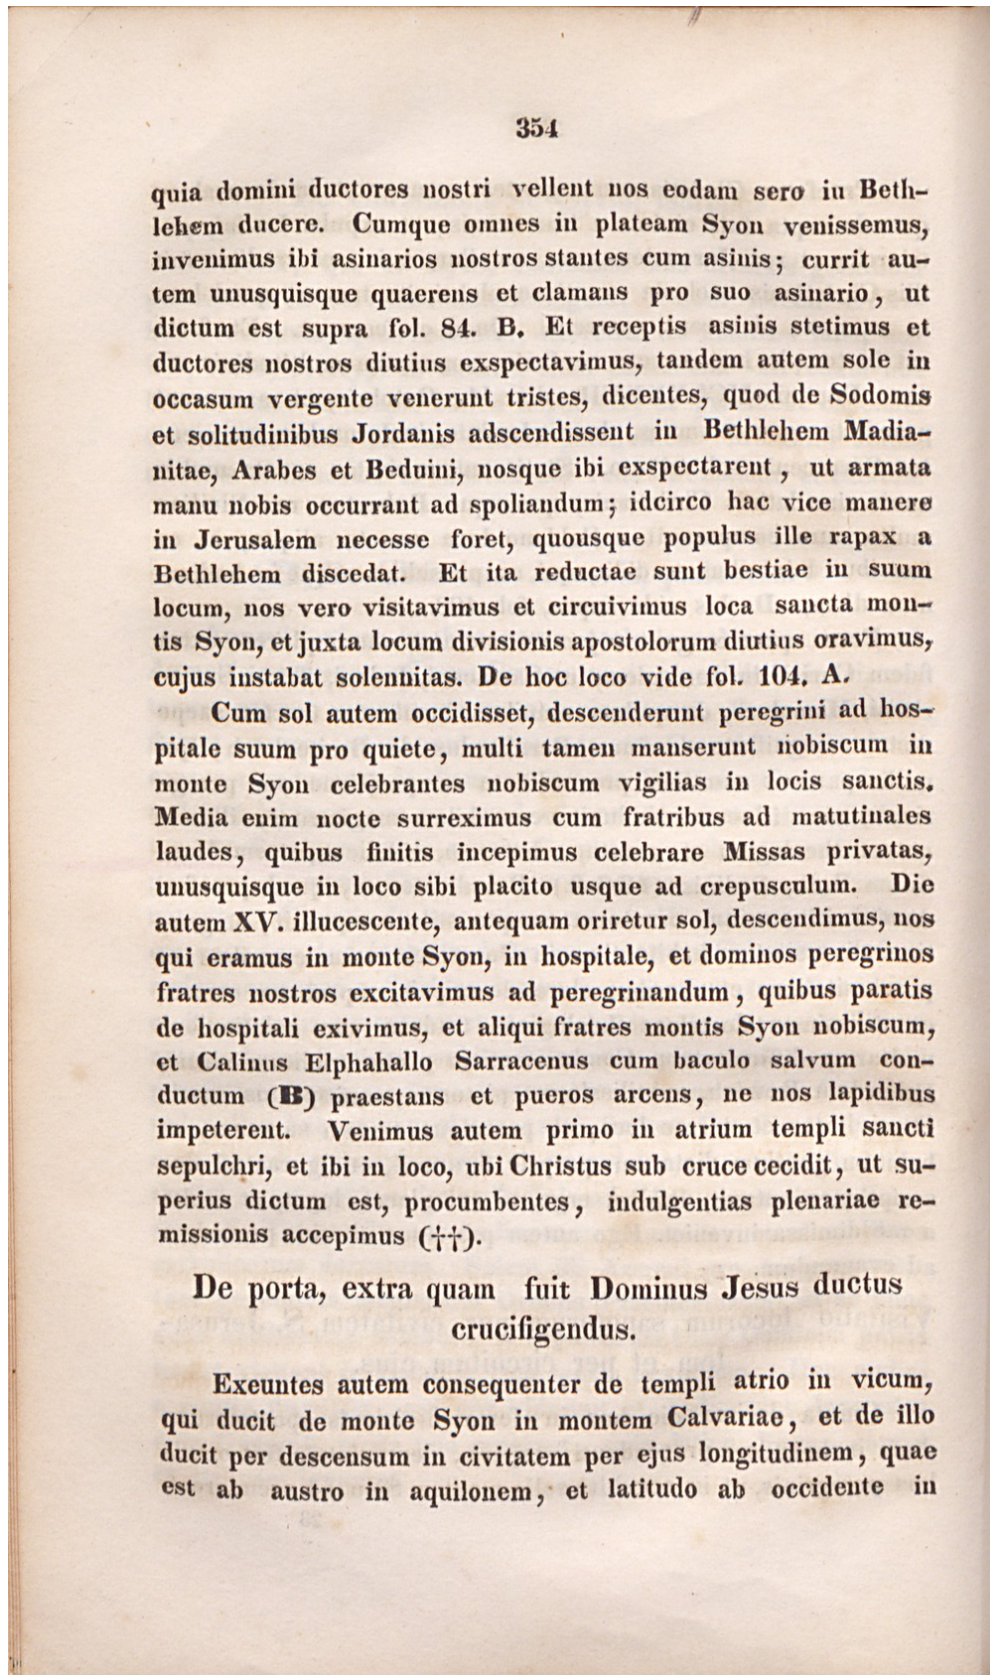 354
quia domini ductores nostri vellent nos eodam sero in Beth-
lehem ducere. Cumque omnes in plateam Syon venissemus,
invenimus ibi asinarios nostros stantes cum asinis; currit au-
tem unusquisque quaerens et clamans pro suo asinario, ut
dictum est supra fol. 84. B. Et receptis asinis stetimus et
ductores nostros diutius exspectavimus, tandem autem sole in
occasum vergente venerunt tristes, dicentes, quod de Sodomis
et solitudinibus Jordanis adscendissent in Bethlehem Madia-
nitae, Arabes et Beduini, nosque ibi exspectarent, ut armata
manu nobis occurrant ad spoliandum; idcirco hac vice manere
in Jerusalem necesse foret, quousque populus ille rapax a
Bethlehem discedat. Et ita reductae sunt bestiae in suum
locum, nos vero visitavimus et circuivimus loca sancta mon-
tis Syon, et juxta locum divisionis apostolorum diutius oravimus,
cujus instabat solennitas. De hoc loco vide fol. 104. A.
Cum sol autem occidisset, descenderunt peregrini ad hos-
pitale suum pro quiete, multi tamen manserunt nobiscum in
monte Syon celebrantes nobiscum vigilias in locis sanctis.
Media enim nocte surreximus cum fratribus ad matutinales
laudes, quibus finitis incepimus celebrare Missas privatas,
unusquisque in loco sibi placito usque ad crepusculum. Die
autem XV. illucescente, antequam oriretur sol, descendimus, nos
qui eramus in monte Syon, in hospitale, et dominos peregrinos
fratres nostros excitavimus ad peregrinandum, quibus paratis
de hospitali exivimus, et aliqui fratres montis Syon nobiscum,
et Calinus Elphahallo Sarracenus cum baculo salvum con-
ductum (B) praestans et pueros arcens, ne nos lapidibus
impeterent. Venimus autem primo in atrium templi sancti
sepulchri, et ibi in loco, ubi Christus sub cruce cecidit, ut su-
perius dictum est, procumbentes, indulgentias plenariae re-
missionis accepimus (††).
De porta, extra quam fuit Dominus Jesus ductus
crucifigendus.
Exeuntes autem consequenter de templi atrio in vicum,
qui ducit de monte Syon in montem Calvariae, et de illo
ducit per descensum in civitatem per ejus longitudinem, quae
est ab austro in aquilonem, et latitudo ab occidente in